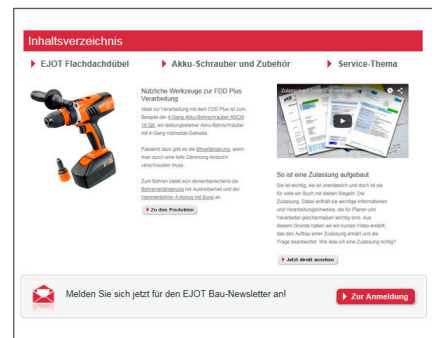 Inhaltsverzeichnis
EJOT Flachdachdübel
Akku-Schrauber und Zubehör
Service-Thema
Nützliche Werkzeuge zur FDD Plus
Verarbeitung
Ideal zur Verarbeitung mit dem FDD Plus ist zum
Beispiel der 4-Gang Akku-Bohrschrauber ASCM
18 QX, ein leistungsstarker Akku-Bohrschrauber
mit 4-Gang Vollmetall-Getriebe.
Passend dazu gibt es die Bitverlängerung, wenn
man durch eine tiefe Dämmung hindurch
verschrauben muss.
Zum Bohren bietet sich dementsprechend die
Bohrerverlängerung mit Austreiberkeil und der
Hammerbohrer A-Konus mit Bund an.
Zu den Produkten
Zulassungen lesen und verstehen
So ist eine Zulassung aufgebaut
Sie ist wichtig, sie ist unerlässlich und doch ist sie
für viele ein Buch mit sieben Siegeln: Die
Zulassung. Dabei enthält sie wichtige Informationen
und Verarbeitungshinweise, die für Planer und
Verarbeiter gleichermaßen wichtig sind. Aus
diesem Grunde haben wir ein kurzes Video erstellt,
das den Aufbau einer Zulassung erklärt und die
Frage beantwortet: Wie lese ich eine Zulassung richtig?
Jetzt direkt ansehen
Melden Sie sich jetzt für den EJOT Bau-Newsletter an!
Zur Anmeldung